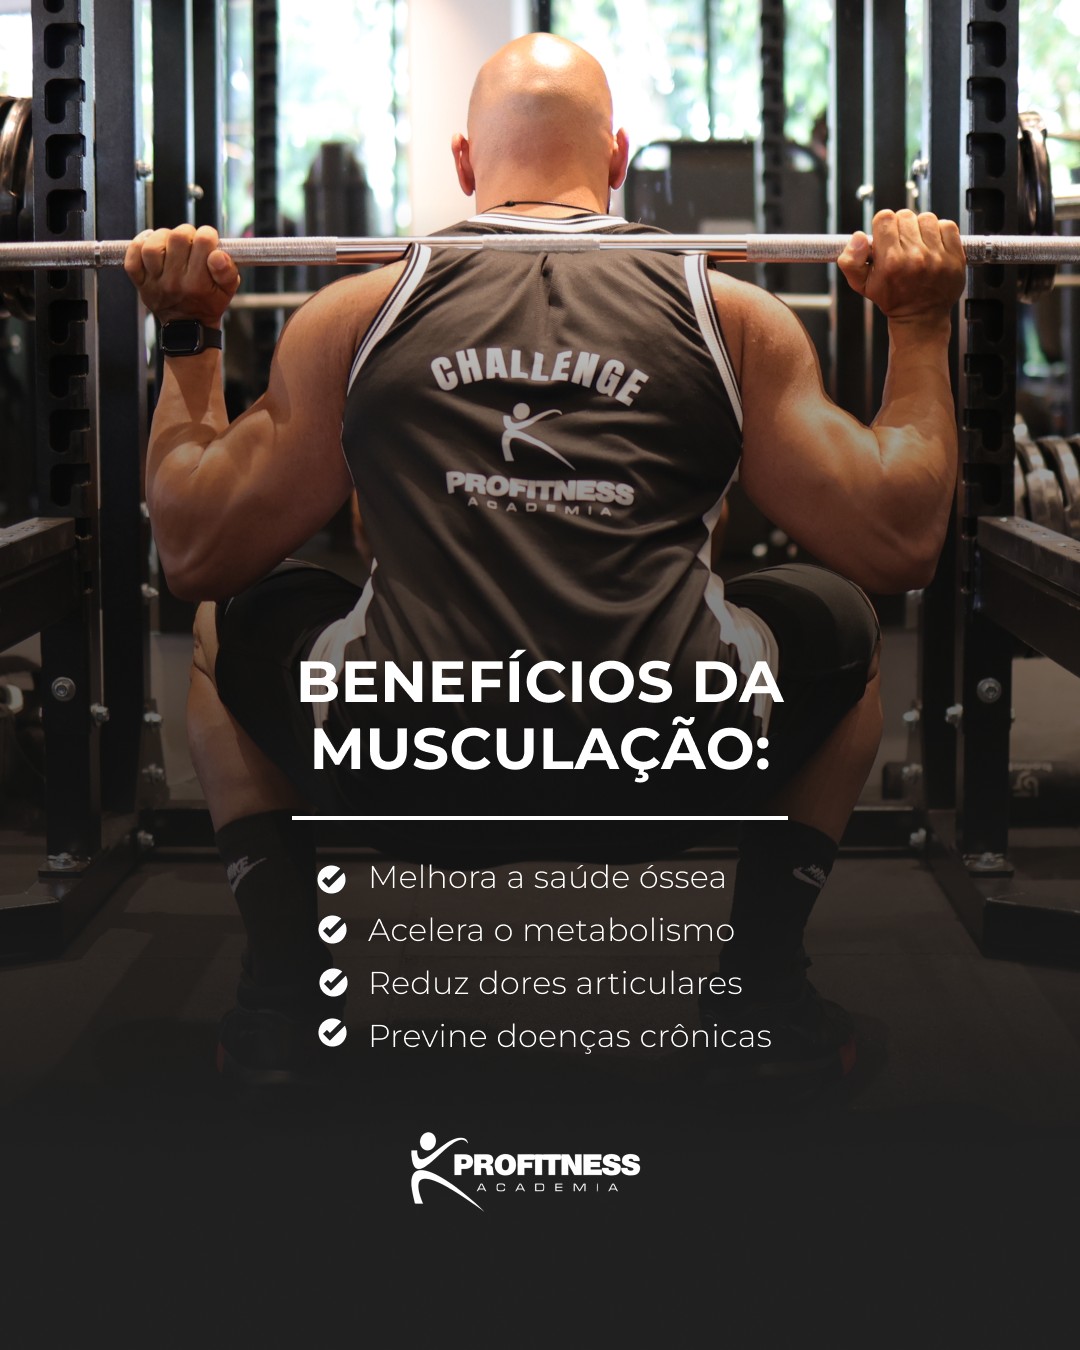 CHALLENGE
PROFITNESS
ACADEMIA
BENEFÍCIOS DA
MUSCULAÇÃO:
NIKE
Melhora a saúde óssea
Acelera o metabolismo
Reduz dores articulares
Previne doenças crônicas
PROFITNESS
ACADEMIA